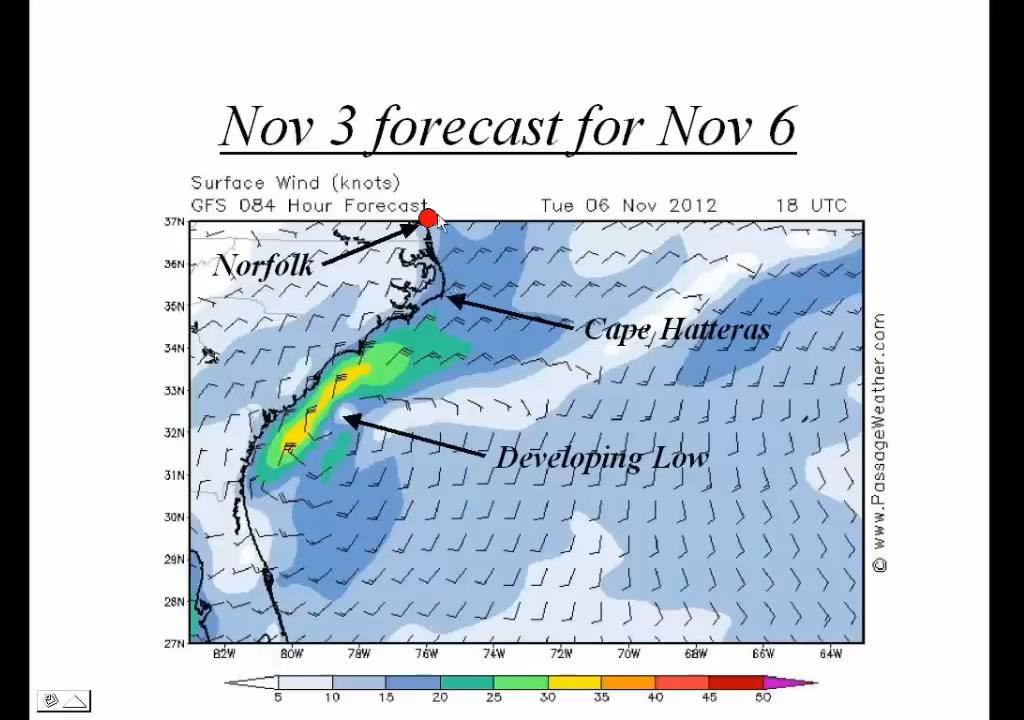 Nov 3 forecast for Nov 6
Surface Wind (knots)
GFS 084 Hour Forecast Tue 06 Nov 2012 18 UTC
37N
Norfolk
36N
35N
Cape Hatteras
34N
33N
32N
Developing Low
31N
30N
29N
28N
27N
82W 80W 78W 76W 74W 72W 70W 68W 66W 64W
5 10 15 20 25 30 35 40 45 50
© www.PassageWeather.com